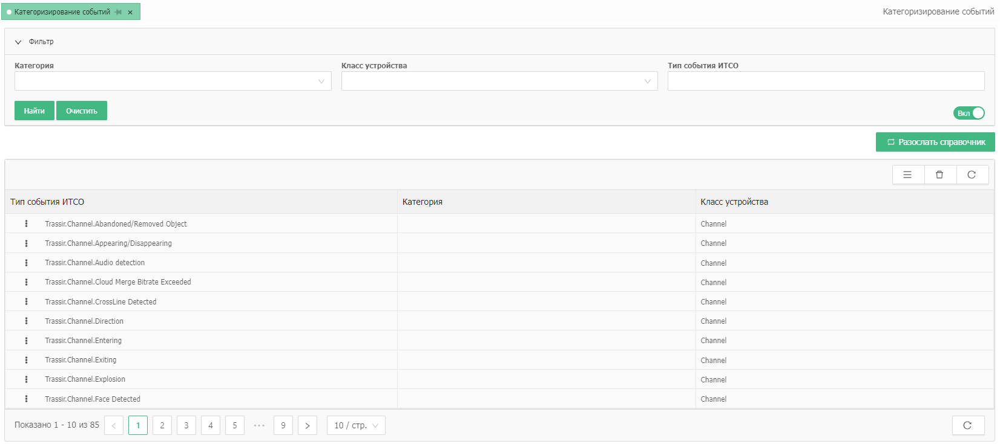 Категоризирование событий
Категоризирование событий
Фильтр
Категория Класс устройства Тип события ИТСО
Найти Очистить
Вкл
Разослать справочник
Тип события ИТСО Категория Класс устройства
Trassir.Channel.Abandoned/Removed Object Channel
Trassir.Channel.Appearing/Disappearing Channel
Trassir.Channel.Audio detection Channel
Trassir.Channel.Cloud Merge Bitrate Exceeded Channel
Trassir.Channel.CrossLine Detected Channel
Trassir.Channel.Direction Channel
Trassir.Channel.Entering Channel
Trassir.Channel.Exiting Channel
Trassir.Channel.Explosion Channel
Trassir.Channel.Face Detected Channel
Показано 1 - 10 из 85 < 1 2 3 4 5 ••• 9 > 10 / стр.